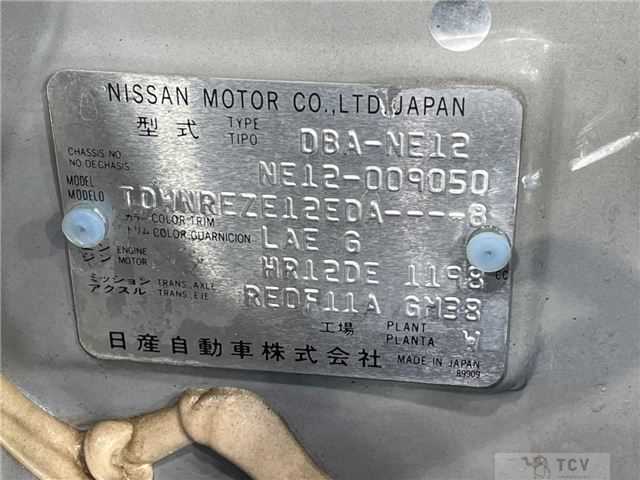 NISSAN MOTOR CO.,LTD.JAPAN
型式 TYPE TIPO DBA-NE12
CHASSIS NO. NO.DE CHASIS NE12-009050
MODEL MODELO TDWNREZE12EDA----8
カラー COLOR TRIM
トリム COLOR GUARNICION LAE G
エンジン ENGINE MOTOR HR12DE 1198 CC
ミッション TRANS. AXLE
アクスル TRANS. EJE RE0F11A GM38
工場 PLANT PLANTA W
日産自動車株式会社 MADE IN JAPAN
89909
TCV